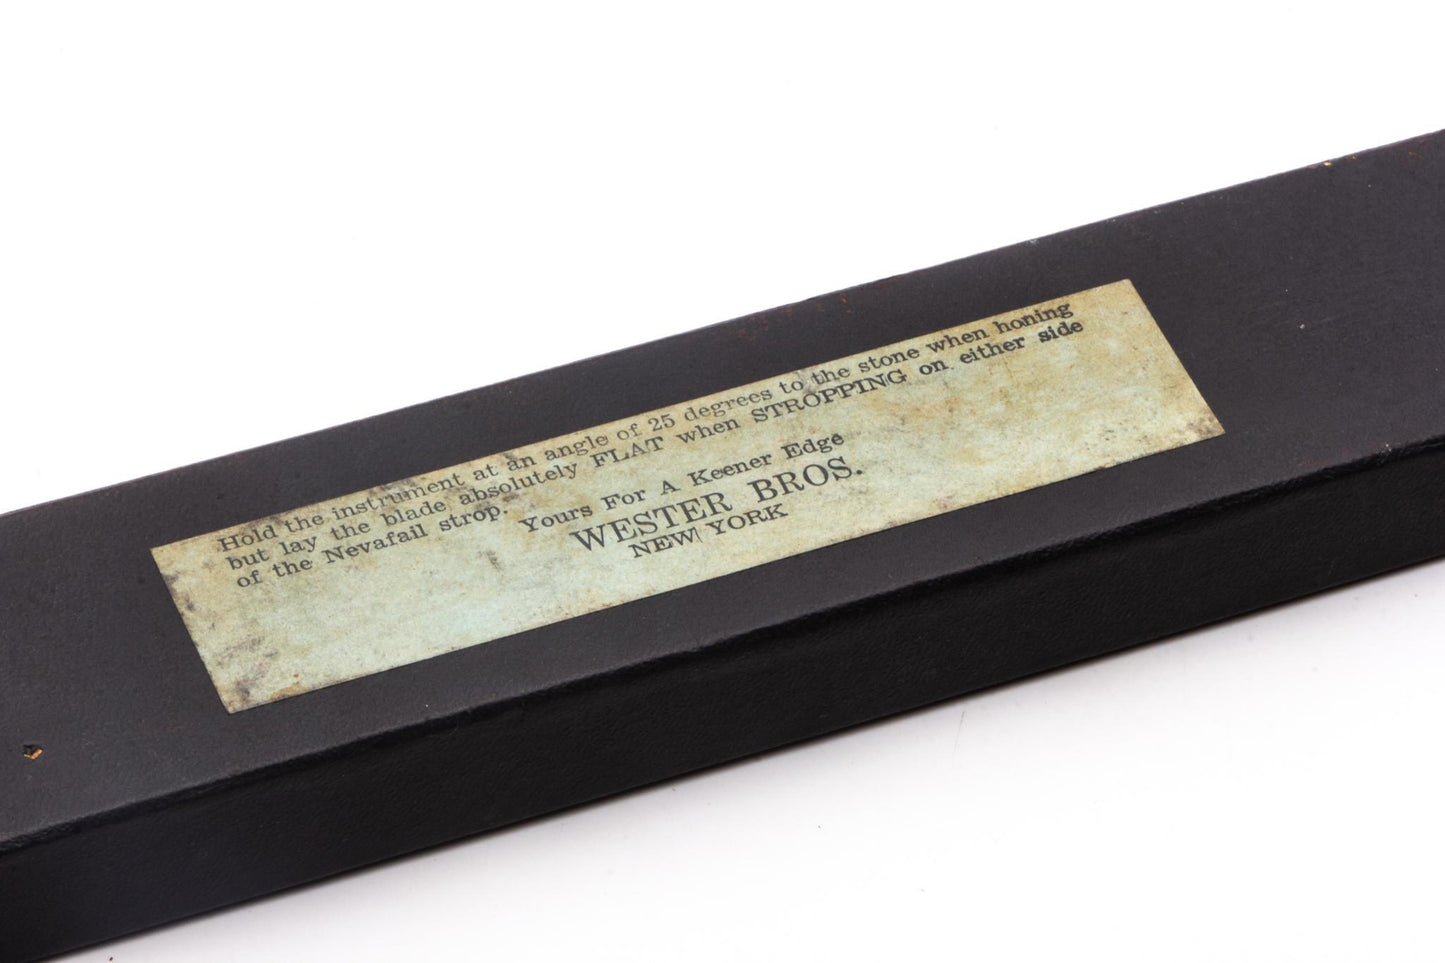 Hold the instrument at an angle of 25 degrees to the stone when honing
but lay the blade absolutely FLAT when STROPPING on either side
of the Nevafail strop.
Yours For A Keener Edge
WESTER BROS.
NEW YORK